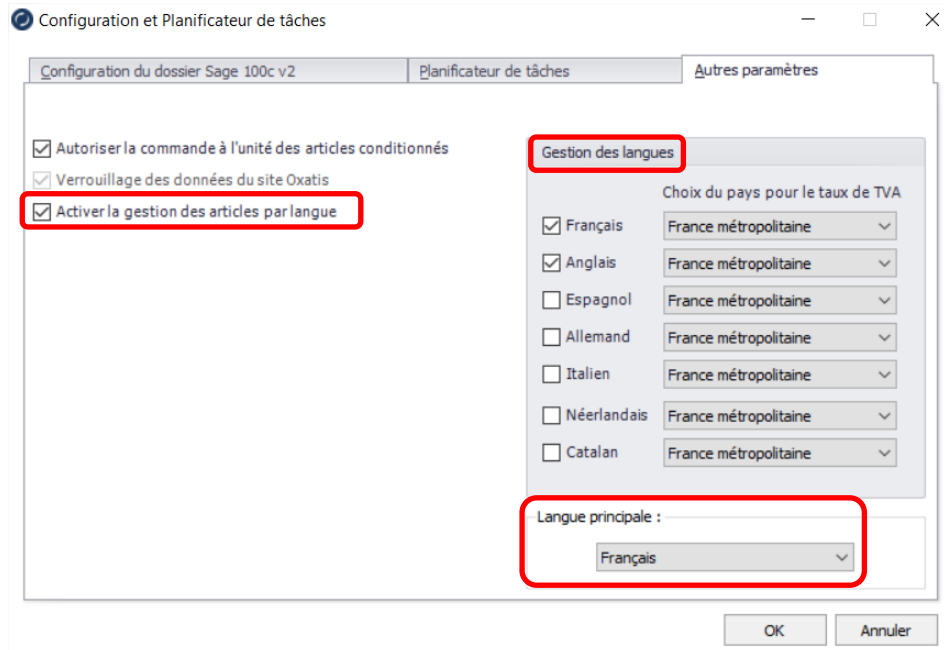 Configuration et Planificateur de tâches
Configuration du dossier Sage 100c v2
Planificateur de tâches
Autres paramètres
Autoriser la commande à l'unité des articles conditionnés
Verrouillage des données du site Oxatis
Activer la gestion des articles par langue
Gestion des langues
Choix du pays pour le taux de TVA
Français France métropolitaine
Anglais France métropolitaine
Espagnol France métropolitaine
Allemand France métropolitaine
Italien France métropolitaine
Néerlandais France métropolitaine
Catalan France métropolitaine
Langue principale :
Français
OK
Annuler